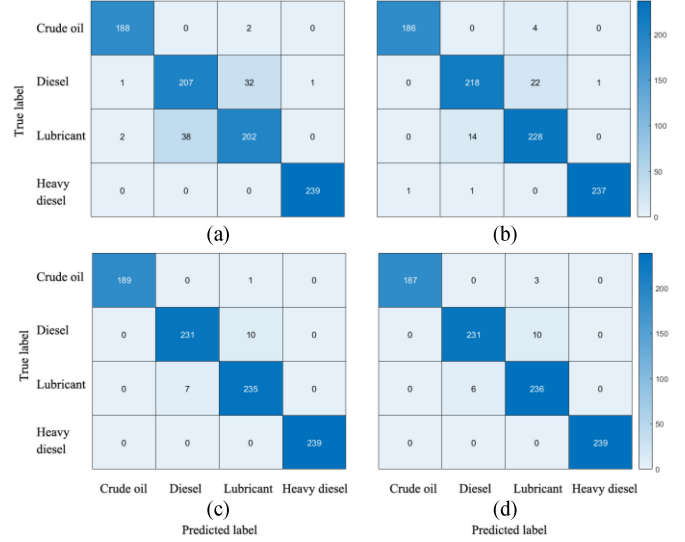 Crude oil 188 0 2 0 186 0 4 0
Diesel 1 207 32 1 0 218 22 1
Lubricant 2 38 202 0 0 14 228 0
Heavy
diesel 0 0 0 239 1 1 0 237
True label
200
150
100
50
0
(a) (b)
Crude oil 189 0 1 0 187 0 3 0
Diesel 0 231 10 0 0 231 10 0
Lubricant 0 7 235 0 0 6 236 0
Heavy
diesel 0 0 0 239 0 0 0 239
True label
200
150
100
50
0
Crude oil Diesel Lubricant Heavy diesel Crude oil Diesel Lubricant Heavy diesel
(c) (d)
Predicted label Predicted label